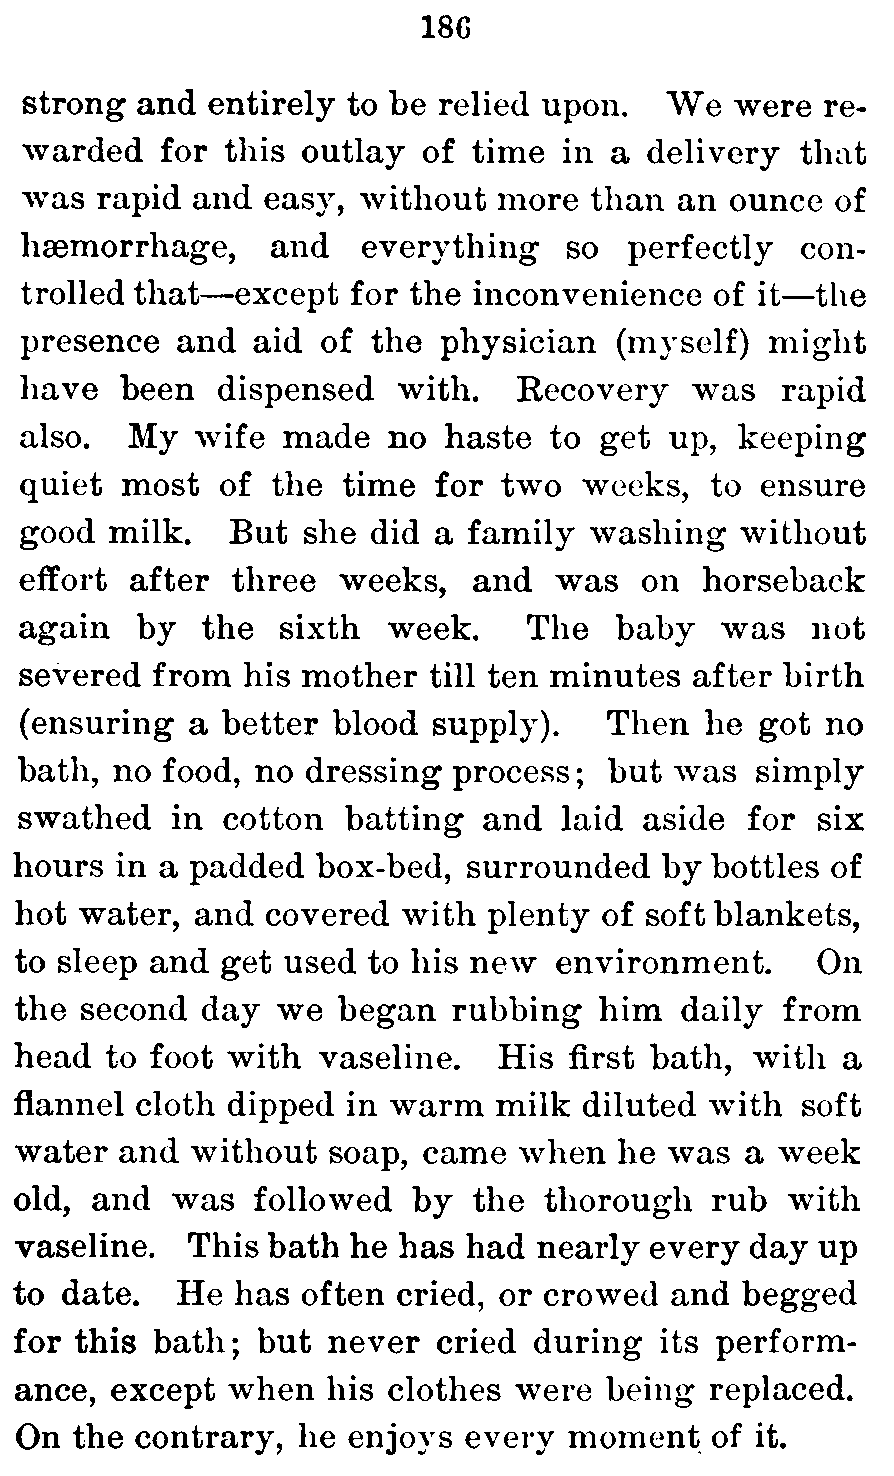 186
strong and entirely to be relied upon. We were re-
warded for this outlay of time in a delivery that
was rapid and easy, without more than an ounce of
hæmorrhage, and everything so perfectly con-
trolled that—except for the inconvenience of it—the
presence and aid of the physician (myself) might
have been dispensed with. Recovery was rapid
also. My wife made no haste to get up, keeping
quiet most of the time for two weeks, to ensure
good milk. But she did a family washing without
effort after three weeks, and was on horseback
again by the sixth week. The baby was not
severed from his mother till ten minutes after birth
(ensuring a better blood supply). Then he got no
bath, no food, no dressing process; but was simply
swathed in cotton batting and laid aside for six
hours in a padded box-bed, surrounded by bottles of
hot water, and covered with plenty of soft blankets,
to sleep and get used to his new environment. On
the second day we began rubbing him daily from
head to foot with vaseline. His first bath, with a
flannel cloth dipped in warm milk diluted with soft
water and without soap, came when he was a week
old, and was followed by the thorough rub with
vaseline. This bath he has had nearly every day up
to date. He has often cried, or crowed and begged
for this bath; but never cried during its perform-
ance, except when his clothes were being replaced.
On the contrary, he enjoys every moment of it.